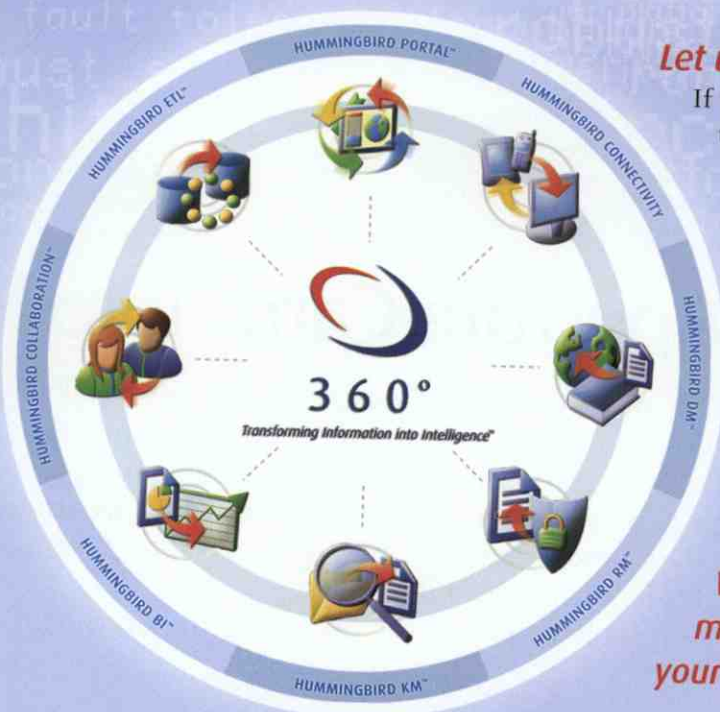 HUMMINGBIRD PORTAL™
HUMMINGBIRD CONNECTIVITY
HUMMINGBIRD DM™
HUMMINGBIRD RM™
HUMMINGBIRD KM™
HUMMINGBIRD BI™
HUMMINGBIRD COLLABORATION™
HUMMINGBIRD ETL™
360°
Transforming Information into Intelligence™
Let
If
your
fault